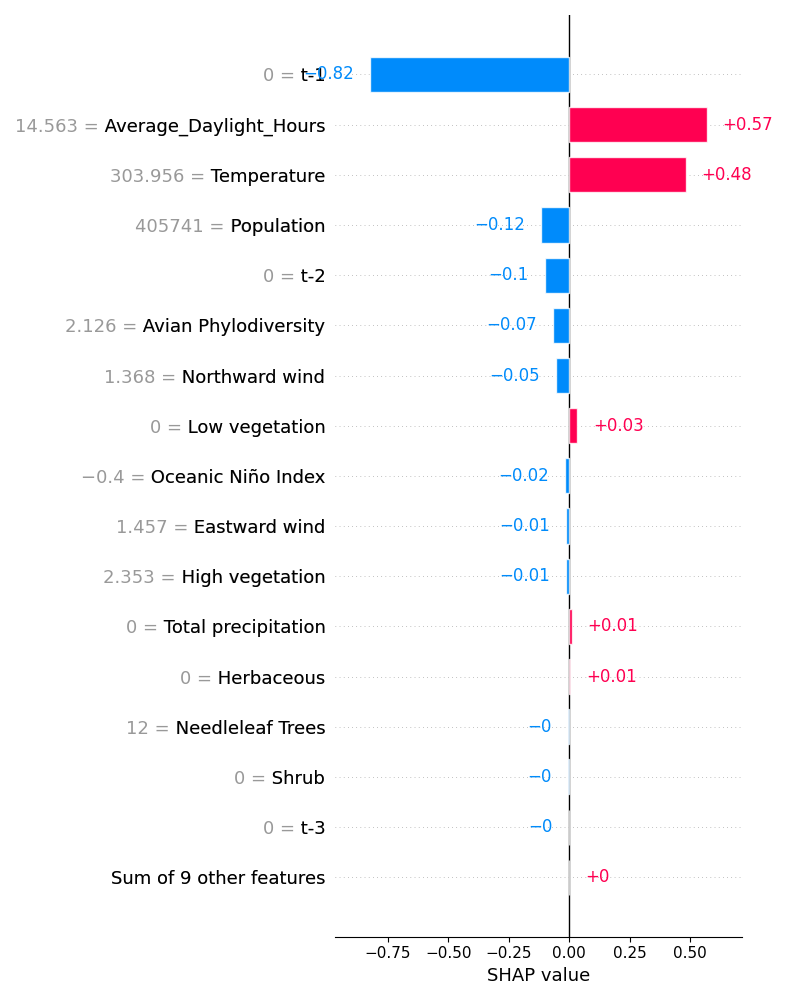 0 = t-1 −0.82
14.563 = Average_Daylight_Hours +0.57
303.956 = Temperature +0.48
405741 = Population −0.12
0 = t-2 −0.1
2.126 = Avian Phylodiversity −0.07
1.368 = Northward wind −0.05
0 = Low vegetation +0.03
−0.4 = Oceanic Niño Index −0.02
1.457 = Eastward wind −0.01
2.353 = High vegetation −0.01
0 = Total precipitation +0.01
0 = Herbaceous +0.01
12 = Needleleaf Trees −0
0 = Shrub −0
0 = t-3 −0
Sum of 9 other features +0
−0.75 −0.50 −0.25 0.00 0.25 0.50
SHAP value